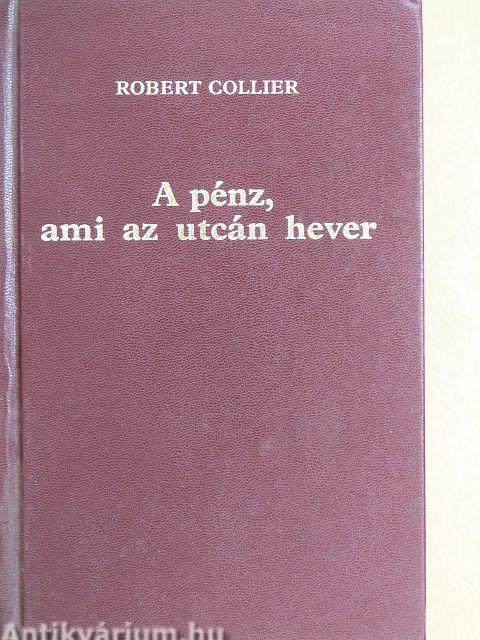 ROBERT COLLIER
A pénz,
ami az utcán hever
Antikvárium.hu